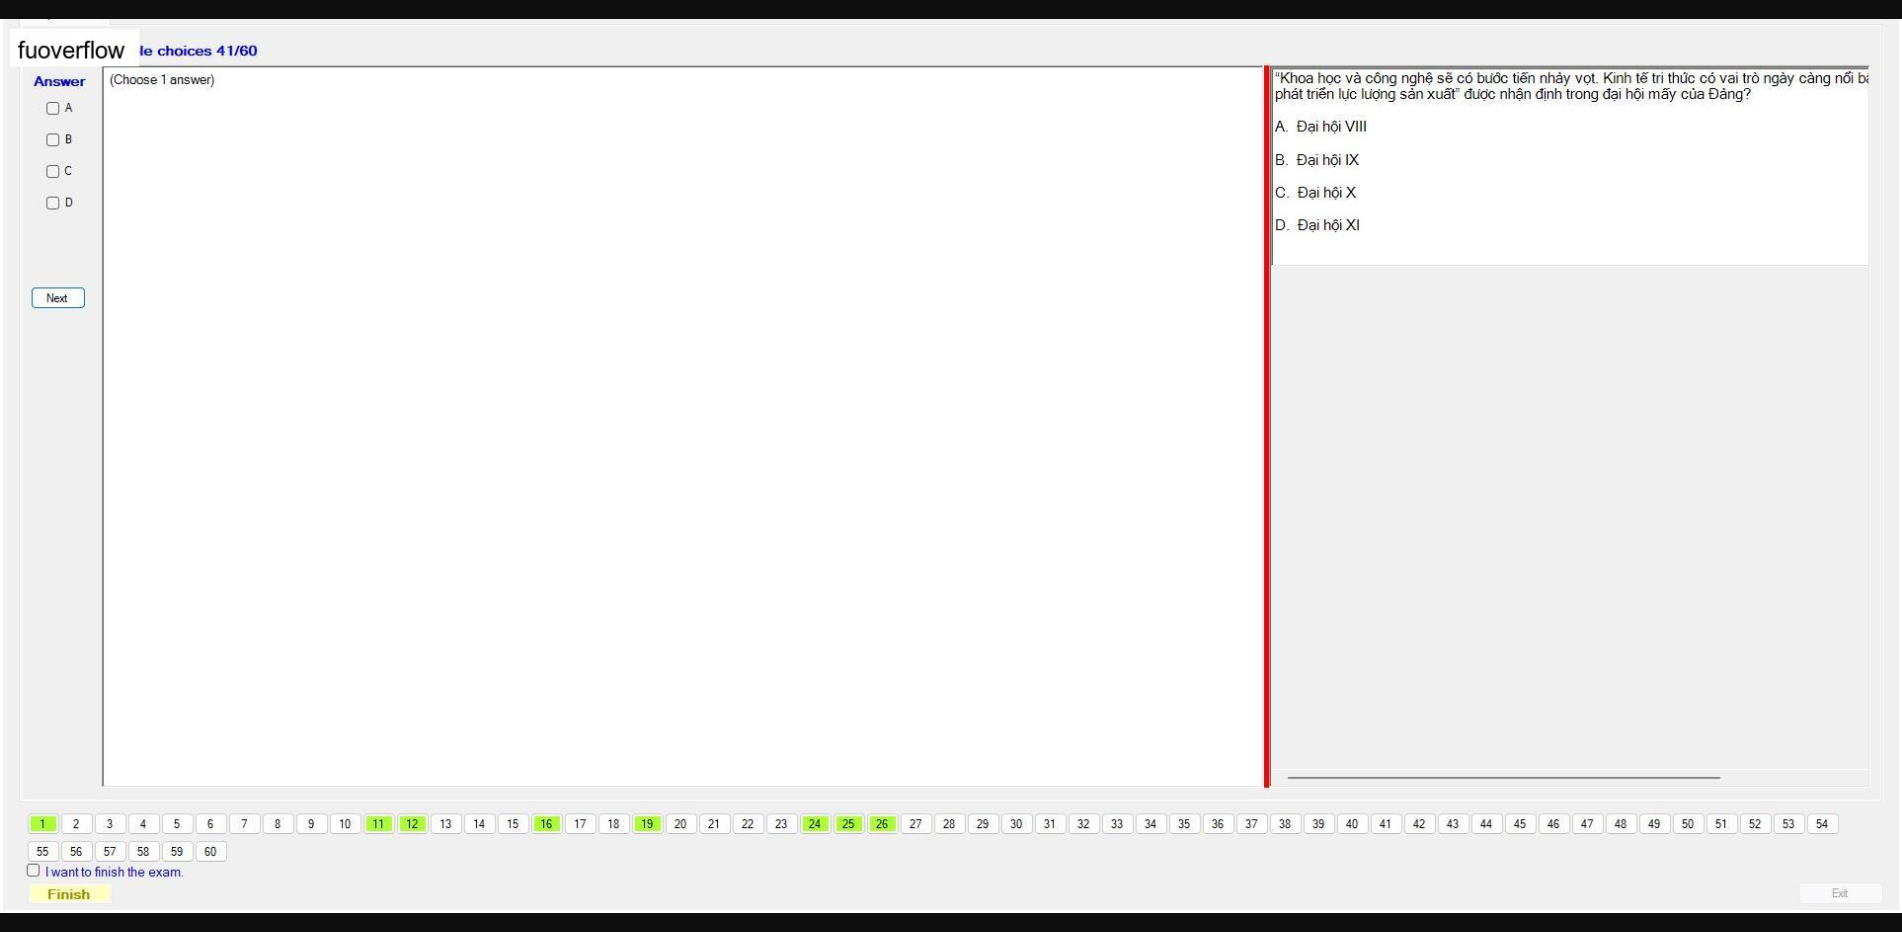 fuoverflow le choices 41/60
Answer
(Choose 1 answer)
A
B
C
D
Next
“Khoa học và công nghệ sẽ có bước tiến nhảy vọt. Kinh tế tri thức có vai trò ngày càng nổi
phát triển lực lượng sản xuất” được nhận định trong đại hội mấy của Đảng?
A. Đại hội VIII
B. Đại hội IX
C. Đại hội X
D. Đại hội XI
1 2 3 4 5 6 7 8 9 10 11 12 13 14 15 16 17 18 19 20 21 22 23 24 25 26 27 28 29 30 31 32 33 34 35 36 37 38 39 40 41 42 43 44 45 46 47 48 49 50 51 52 53 54
55 56 57 58 59 60
I want to finish the exam.
Finish
Exit